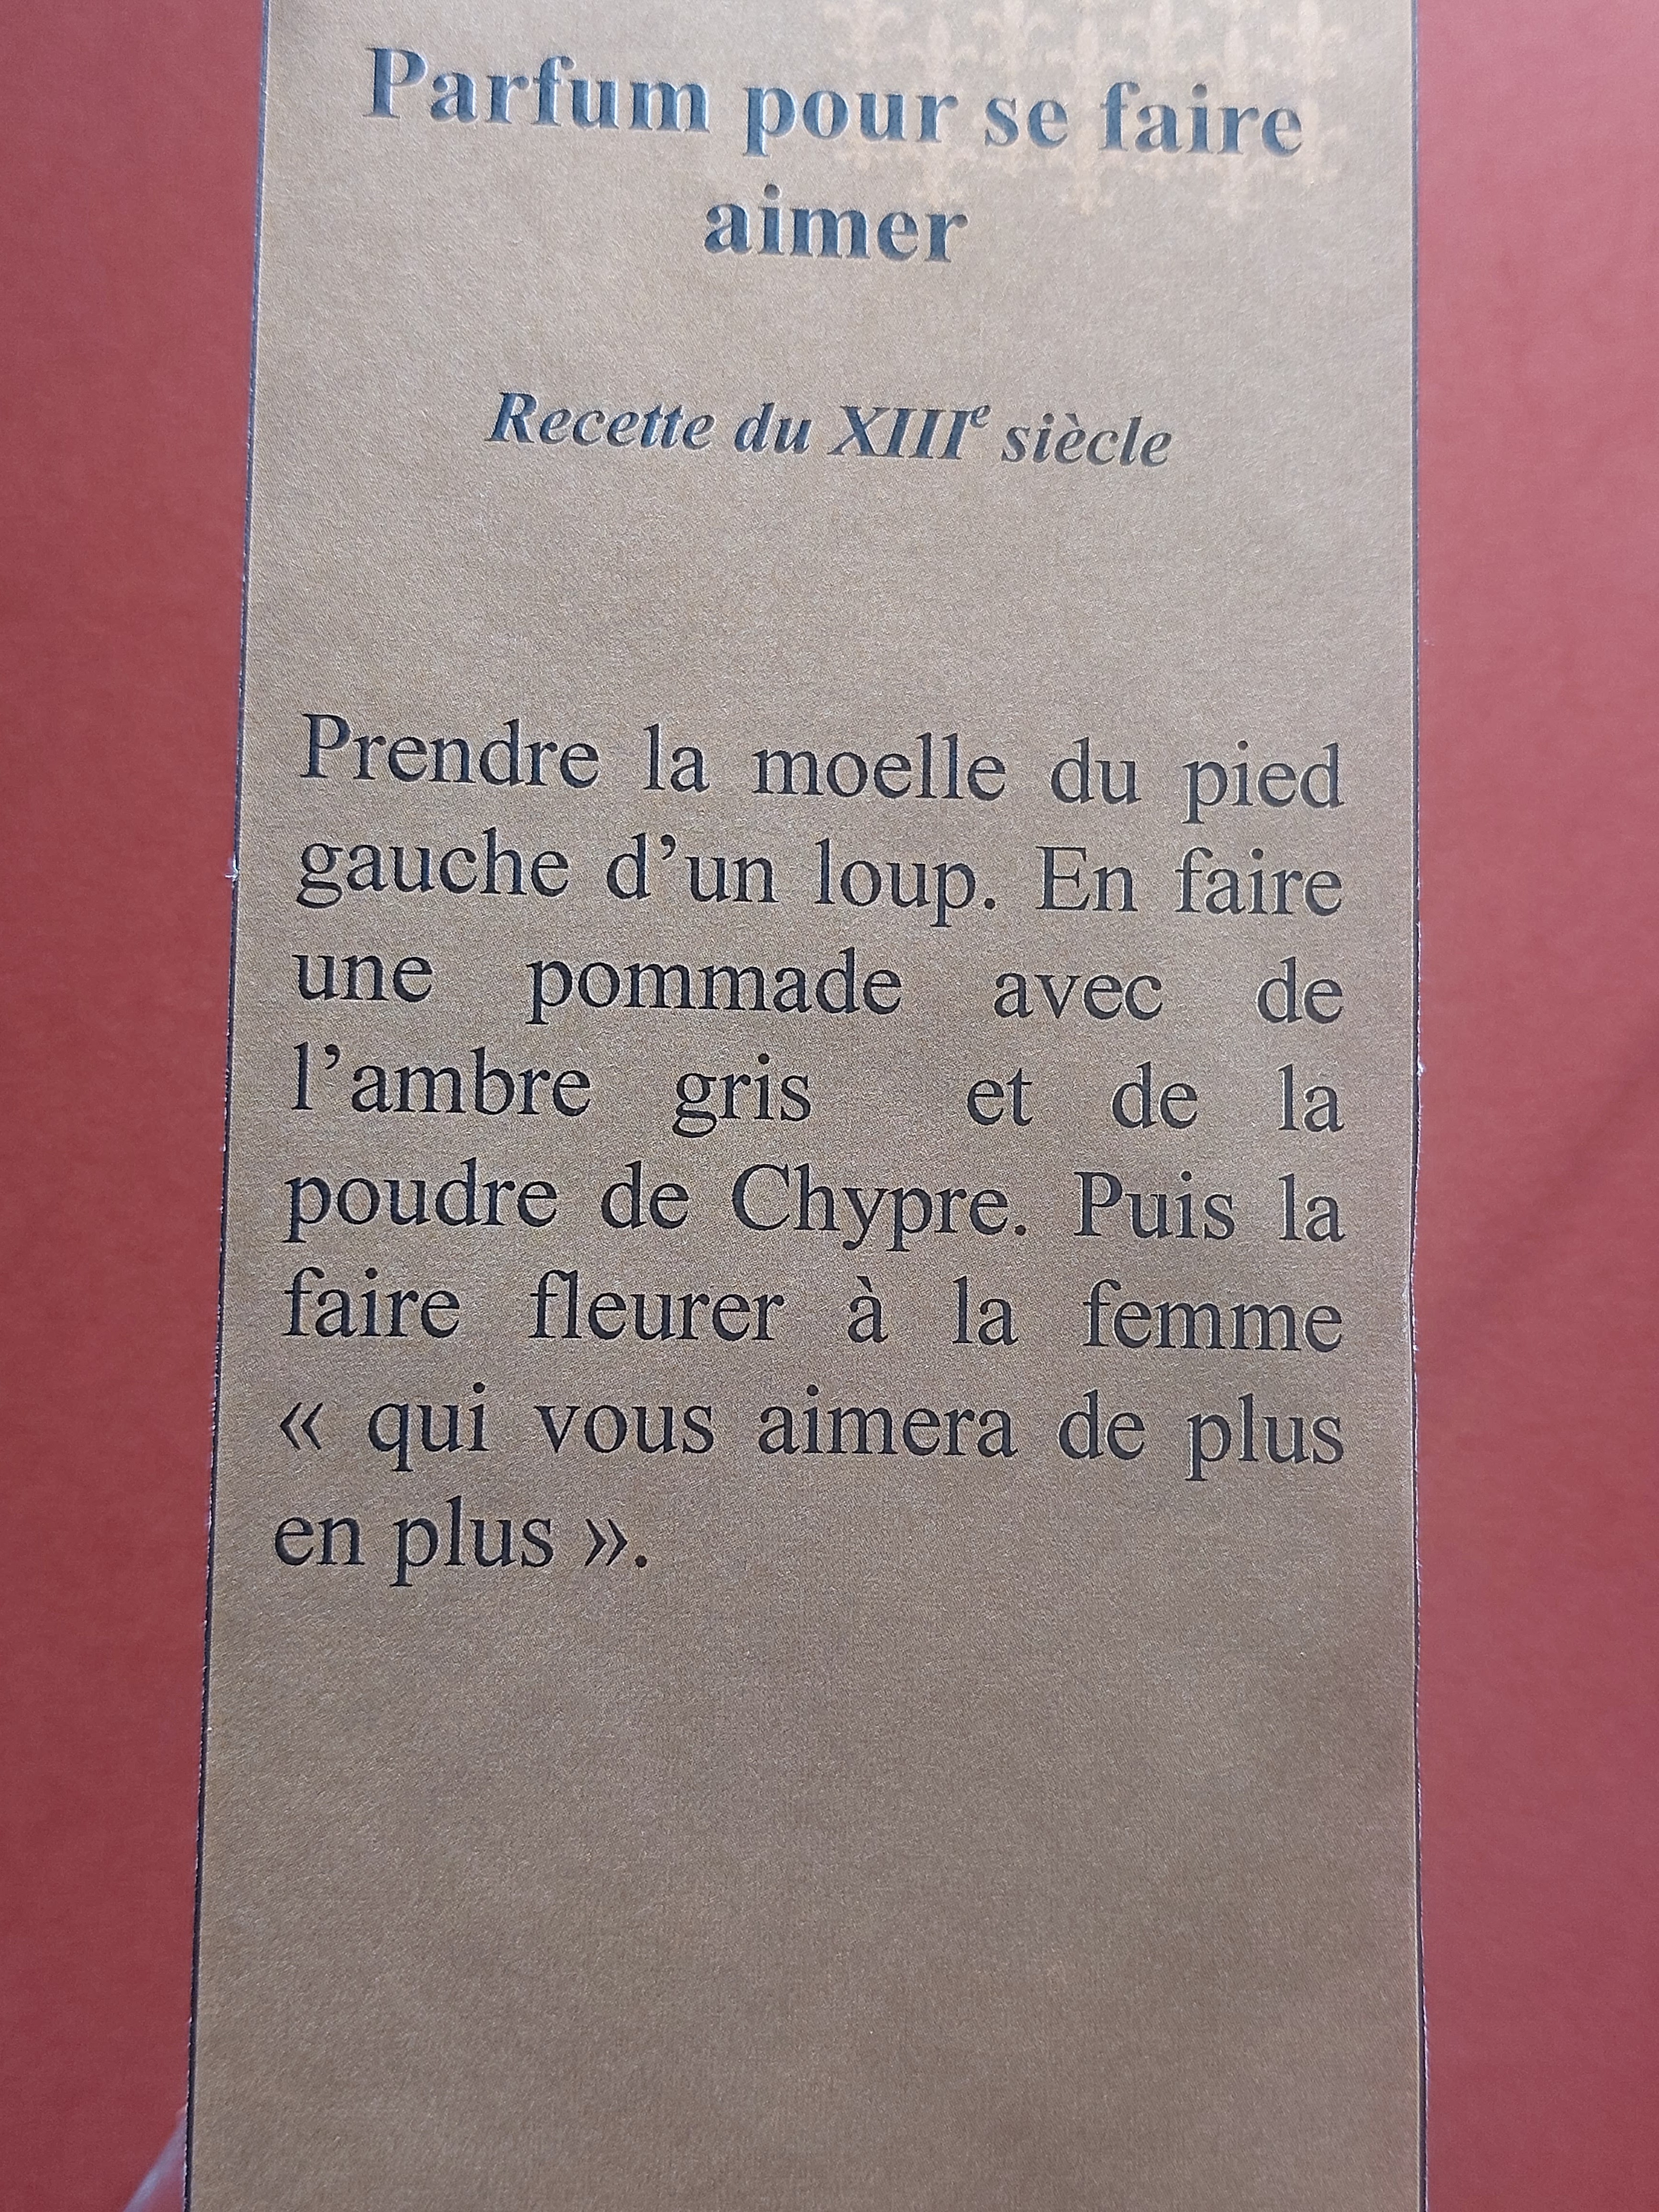 Parfum pour se faire
aimer
Recette du XIIIe siècle
Prendre la moelle du pied
gauche d’un loup. En faire
une pommade avec de
l’ambre gris et de la
poudre de Chypre. Puis la
faire fleurer à la femme
« qui vous aimera de plus
en plus ».